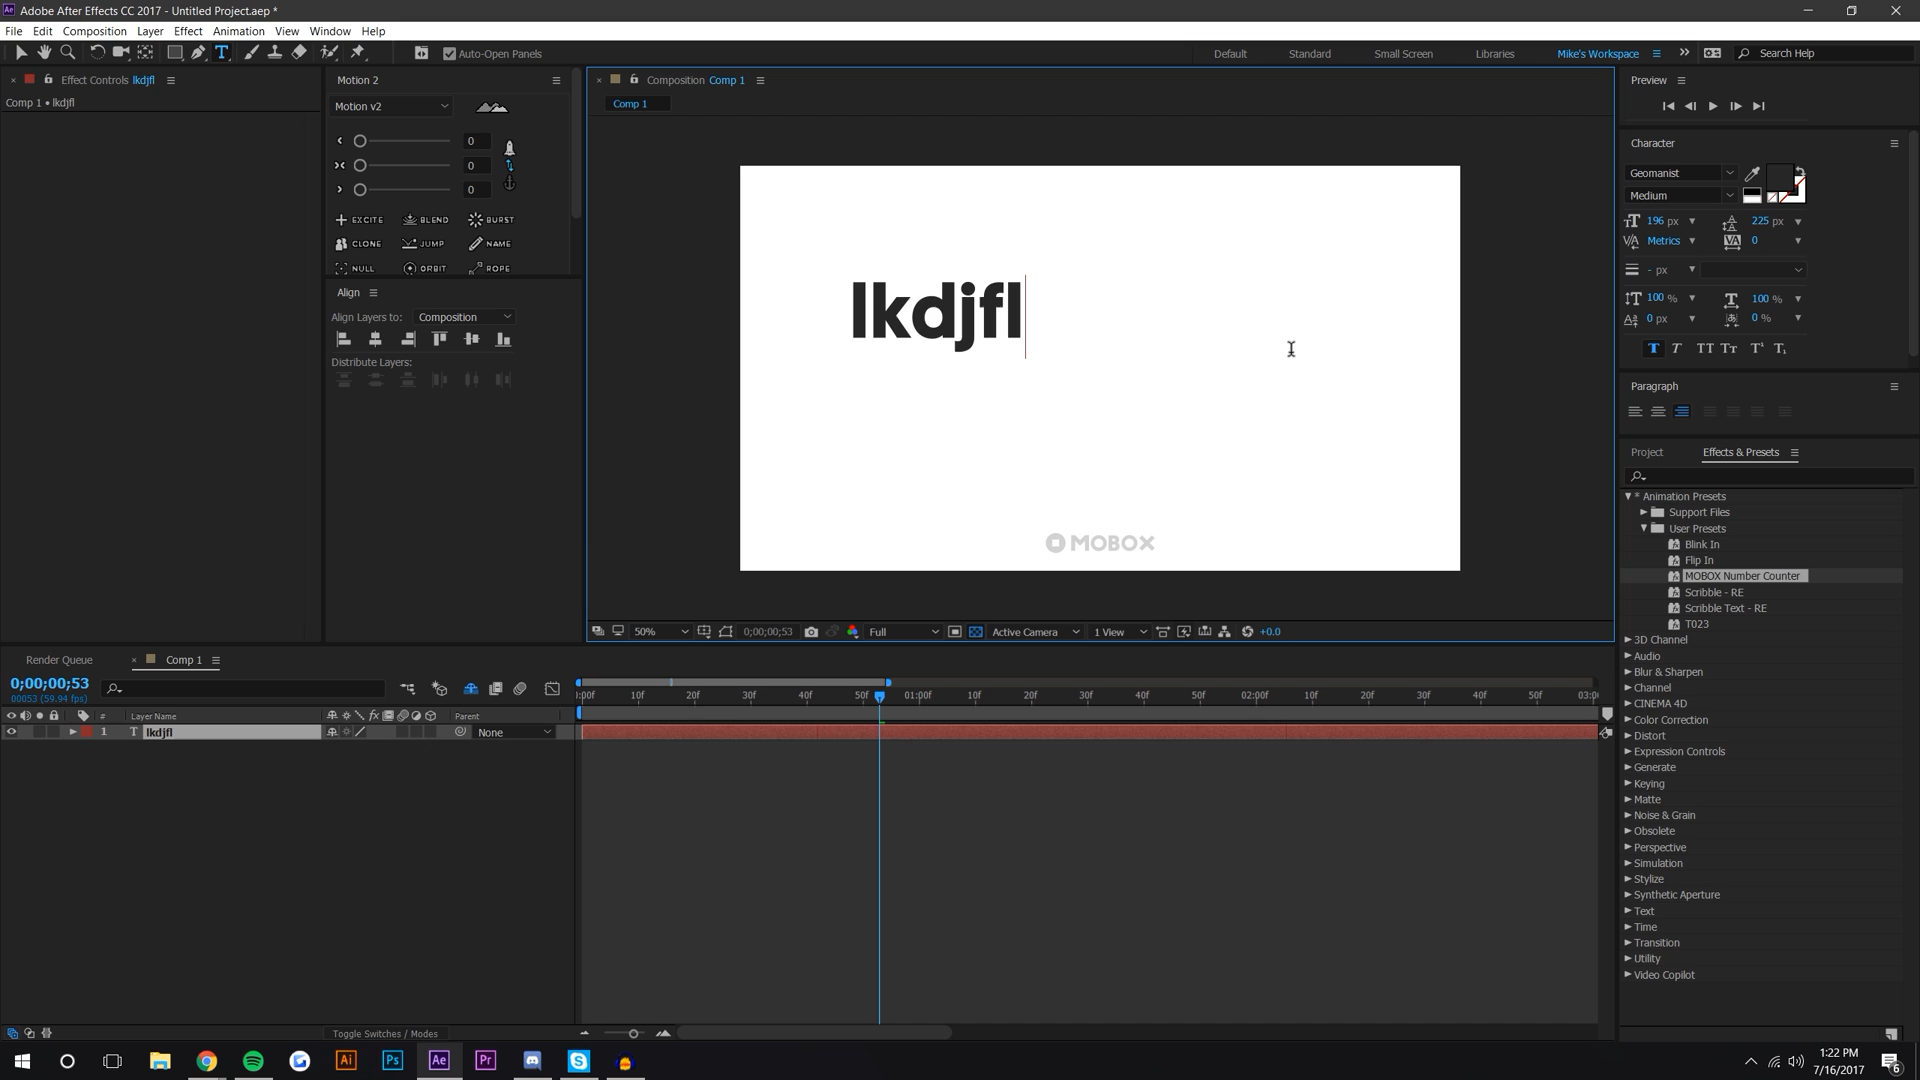 Adobe After Effects CC 2017 - Untitled Project.aep *
File Edit Composition Layer Effect Animation View Window Help
Auto-Open Panels Default Standard Small Screen Libraries Mike's Workspace Search Help
Effect Controls lkdjfl
Comp 1 • lkdjfl
Motion 2
Motion v2
0
0
0
EXCITE BLEND BURST
CLONE JUMP NAME
NULL ORBIT ROPE
Align
Align Layers to: Composition
Distribute Layers:
Composition Comp 1
Comp 1
lkdjfl
MOBOX
50% 0;00;00;53 Full Active Camera 1 View +0.0
Preview
Character
Geomanist
Medium
196 px 225 px
Metrics 0
- px
100 % 100 %
0 px 0 %
T T TT Tт T¹ T₁
Paragraph
Project Effects & Presets
* Animation Presets
Support Files
User Presets
Blink In
Flip In
MOBOX Number Counter
Scribble - RE
Scribble Text - RE
T023
3D Channel
Audio
Blur & Sharpen
Channel
CINEMA 4D
Color Correction
Distort
Expression Controls
Generate
Keying
Matte
Noise & Grain
Obsolete
Perspective
Simulation
Stylize
Synthetic Aperture
Text
Time
Transition
Utility
Video Copilot
Render Queue Comp 1
0;00;00;53
00053 (59.94 fps)
# Layer Name Parent
1 T lkdjfl None
:00f 10f 20f 30f 40f 50f 01:00f 10f 20f 30f 40f 50f 02:00f 10f 20f 30f 40f 50f 03:0
Toggle Switches / Modes
Ai Ps Ae Pr
1:22 PM
7/16/2017
6